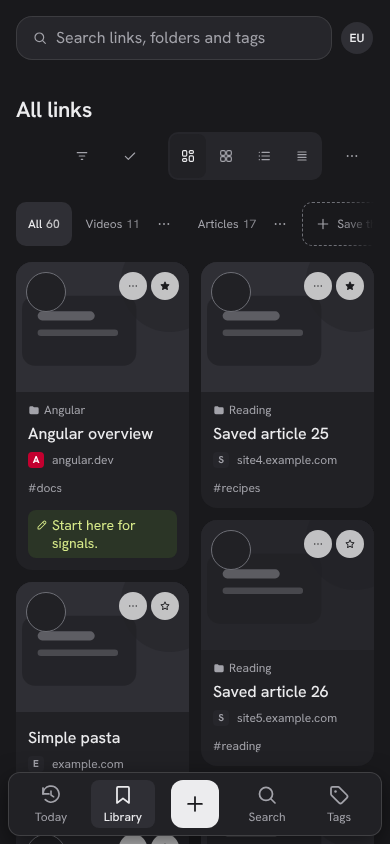 Search links, folders and tags
EU
All links
All 60
Videos 11
Articles 17
Save
Angular
Angular overview
A angular.dev
#docs
Start here for
signals.
Reading
Saved article 25
S site4.example.com
#recipes
Reading
Saved article 26
S site5.example.com
#reading
Simple pasta
E example.com
Today
Library
Search
Tags